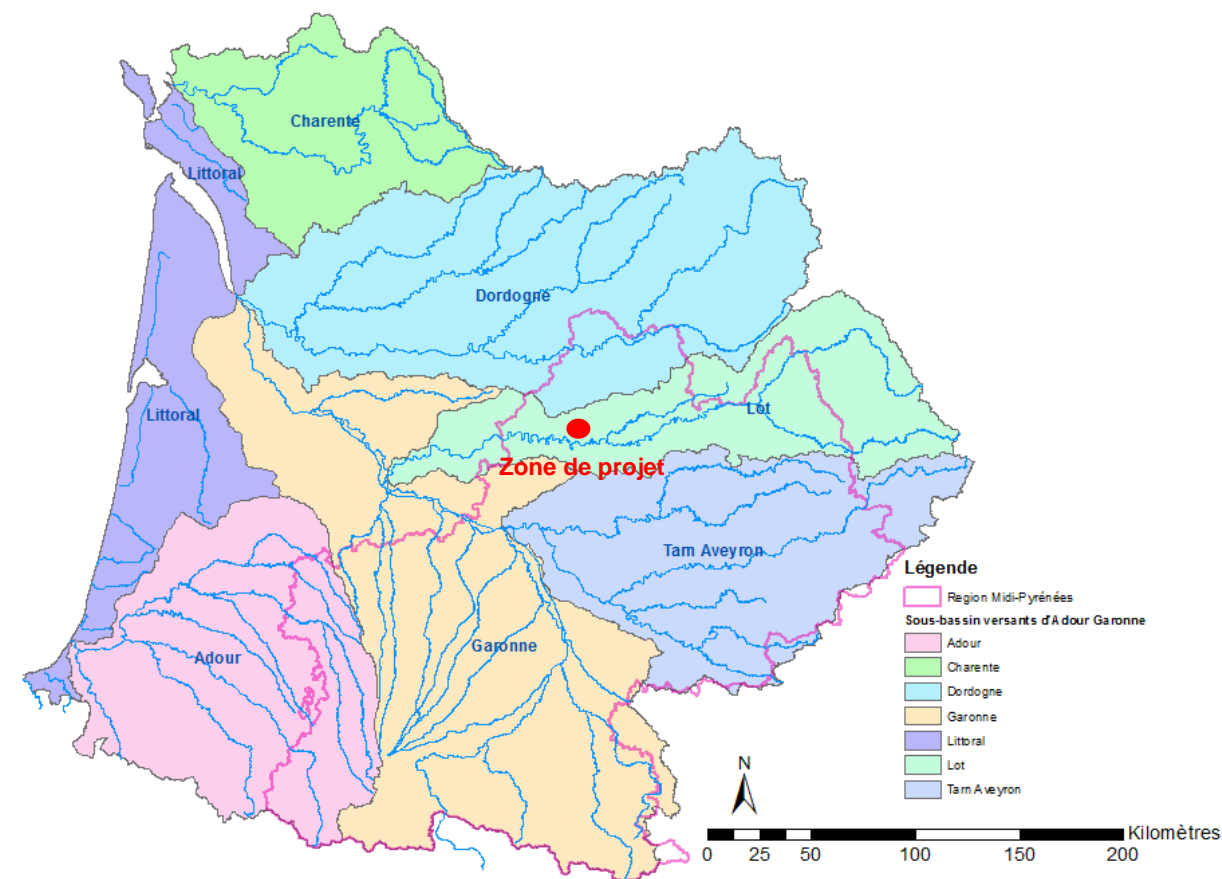 Charente
Littoral
Dordogne
Littoral
Lot
Zone de projet
Tarn Aveyron
Adour
Garonne
Légende
Region Midi-Pyrénées
Sous-bassin versants d'Adour Garonne
Adour
Charente
Dordogne
Garonne
Littoral
Lot
Tarn Aveyron
N
Kilomètres
0 25 50 100 150 200